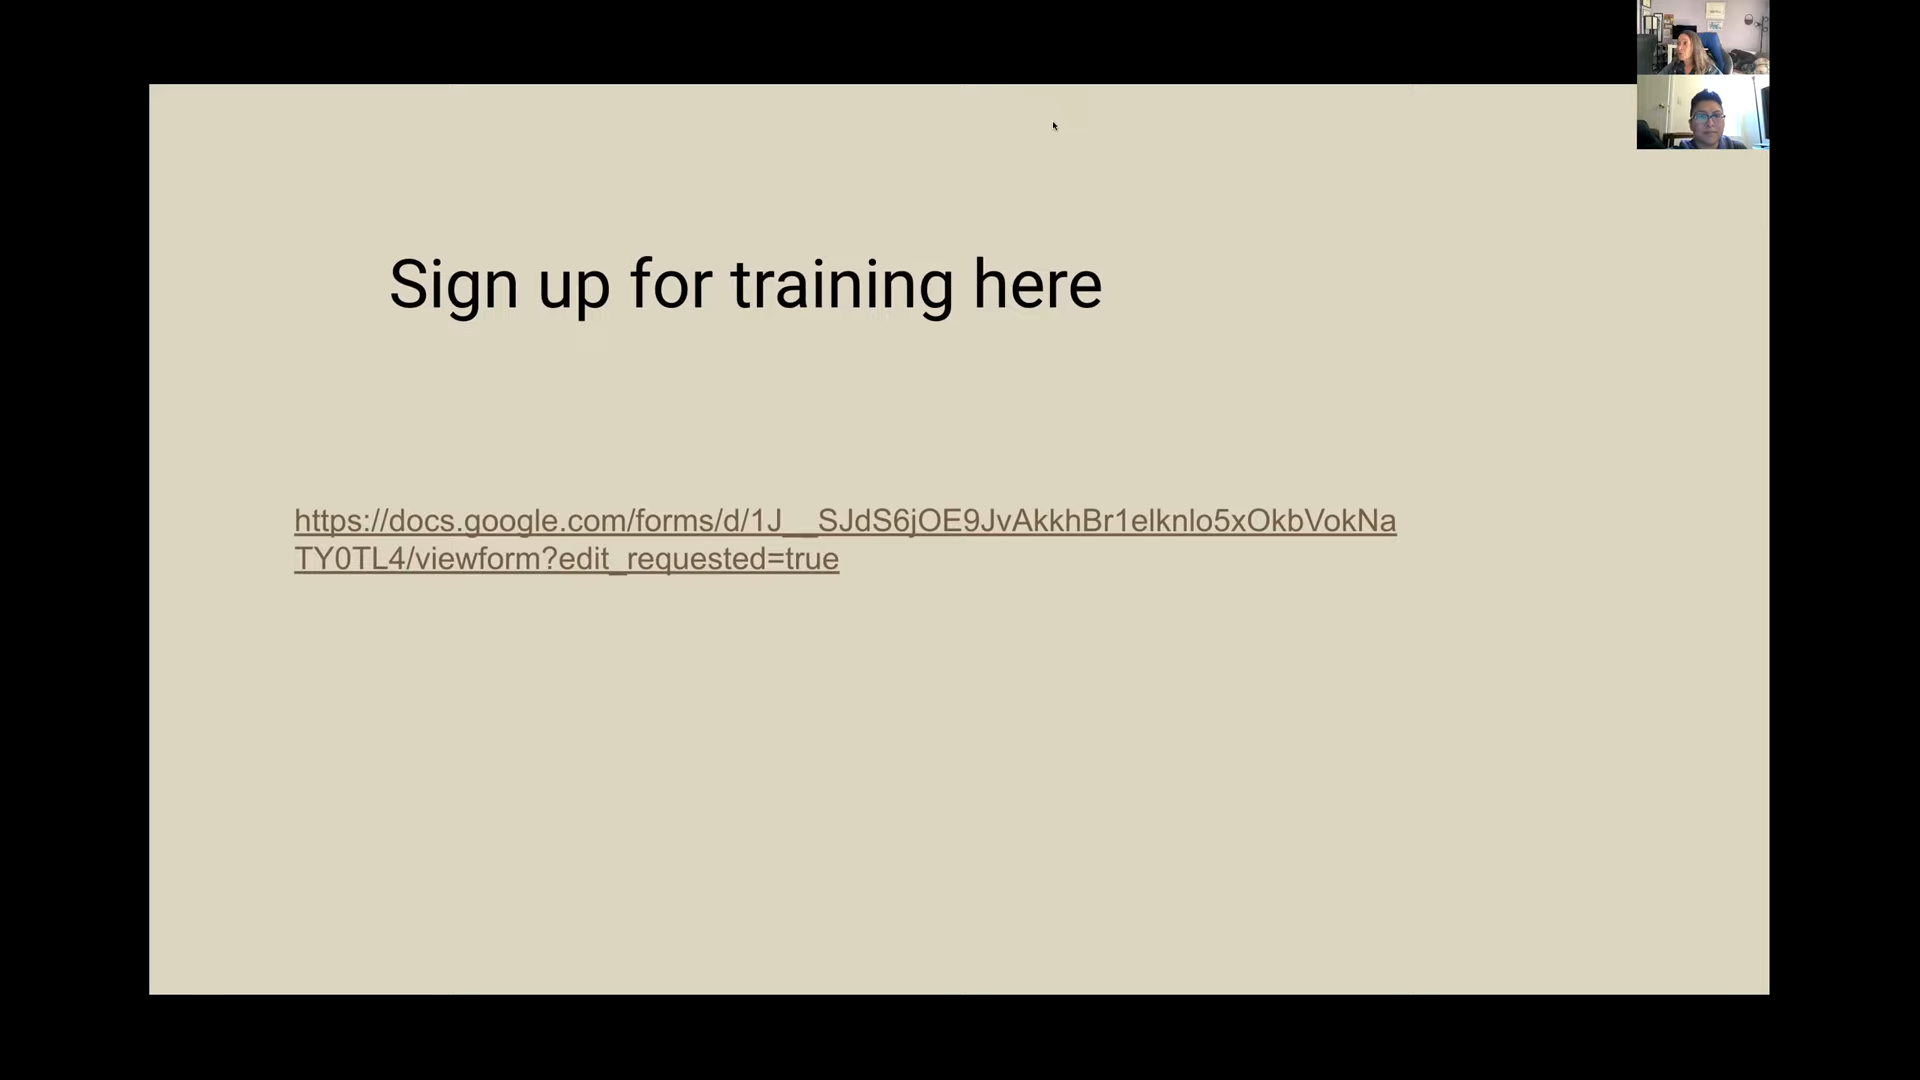 Sign up for training here
https://docs.google.com/forms/d/1J__SJdS6jOE9JvAkkhBr1elknlo5xOkbVokNa
TY0TL4/viewform?edit_requested=true